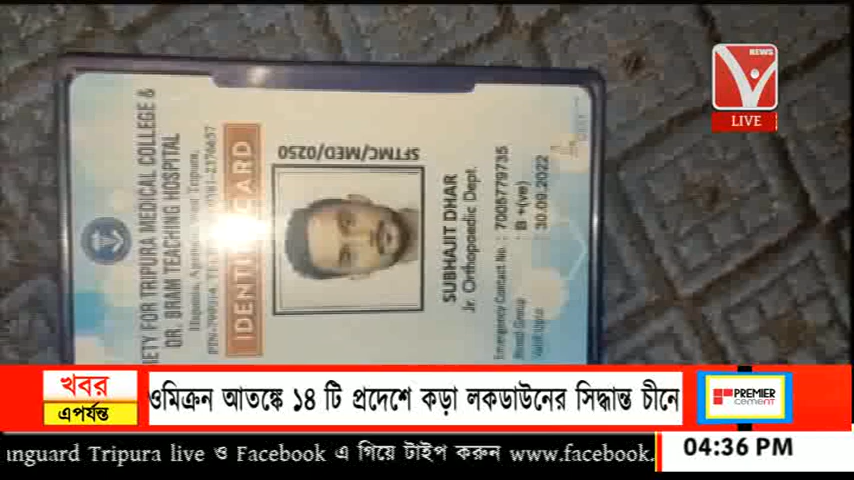 NEWS
LIVE
SOCIETY FOR TRIPURA MEDICAL COLLEGE &
DR. BRAM TEACHING HOSPITAL
IDENTITY CARD
SFTMC/MED/0250
SUBHAJIT DHAR
Jr. Orthopaedic Dept.
Emergency Contact No. : 7005779735
Blood Group : B +(ve)
Valid Upto : 30.09.2022
খবর
এপর্যন্ত
ওমিক্রন আতঙ্কে ১৪ টি প্রদেশে কড়া লকডাউনের সিদ্ধান্ত চীনে
PREMIER
cement
anguard Tripura live ও Facebook এ গিয়ে টাইপ করুন www.facebook.
04:36 PM